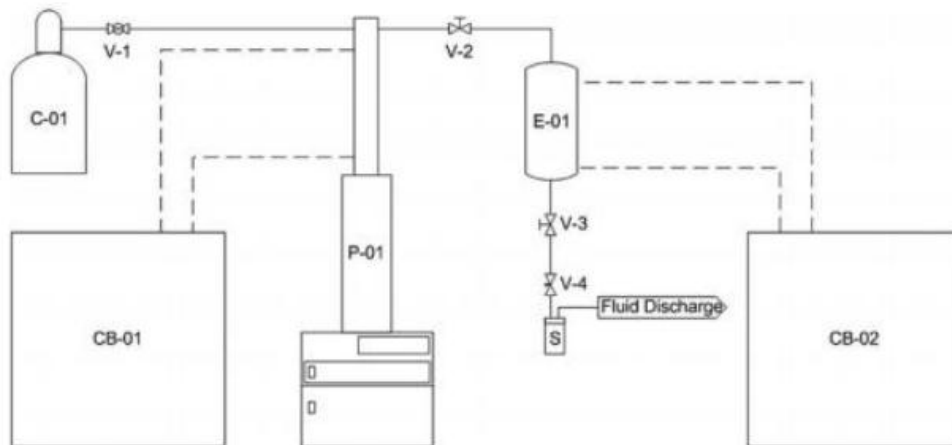 V-1
V-2
C-01
E-01
P-01
V-3
V-4
Fluid Discharge
S
CB-01
CB-02